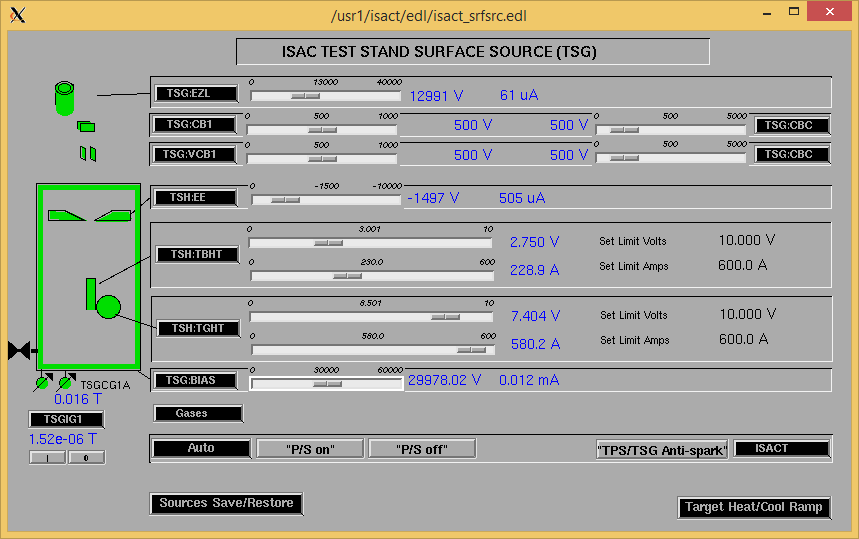 /usr1/isact/edl/isact_srfsrc.edl
ISAC TEST STAND SURFACE SOURCE (TSG)
0 13000 40000
TSG:EZL 12991 V 61 uA
0 500 1000 0 500 5000
TSG:CB1 500 V 500 V TSG:CBC
0 500 1000 0 500 5000
TSG:VCB1 500 V 500 V TSG:CBC
0 -1500 -10000
TSH:EE -1497 V 505 uA
0 3.001 10
2.750 V Set Limit Volts 10.000 V
TSH:TBHT
0 230.0 600
228.9 A Set Limit Amps 600.0 A
0 8.501 10
7.404 V Set Limit Volts 10.000 V
TSH:TGHT
0 580.0 600
580.2 A Set Limit Amps 600.0 A
0 30000 60000
TSG:BIAS 29978.02 V 0.012 mA
TSGCG1A
0.016 T
Gases
TSGIG1
1.52e-06 T
I 0
Auto "P/S on" "P/S off" "TPS/TSG Anti-spark" ISACT
Sources Save/Restore
Target Heat/Cool Ramp